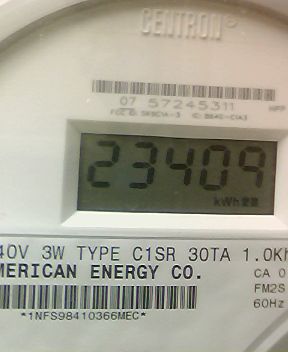 CENTRON®
07 57245311
23409
kWh
40V 3W TYPE C1SR 30TA 1.0Kh
MERICAN ENERGY CO.
CA 0
FM2S
60Hz
*1NFS98410366MEC*